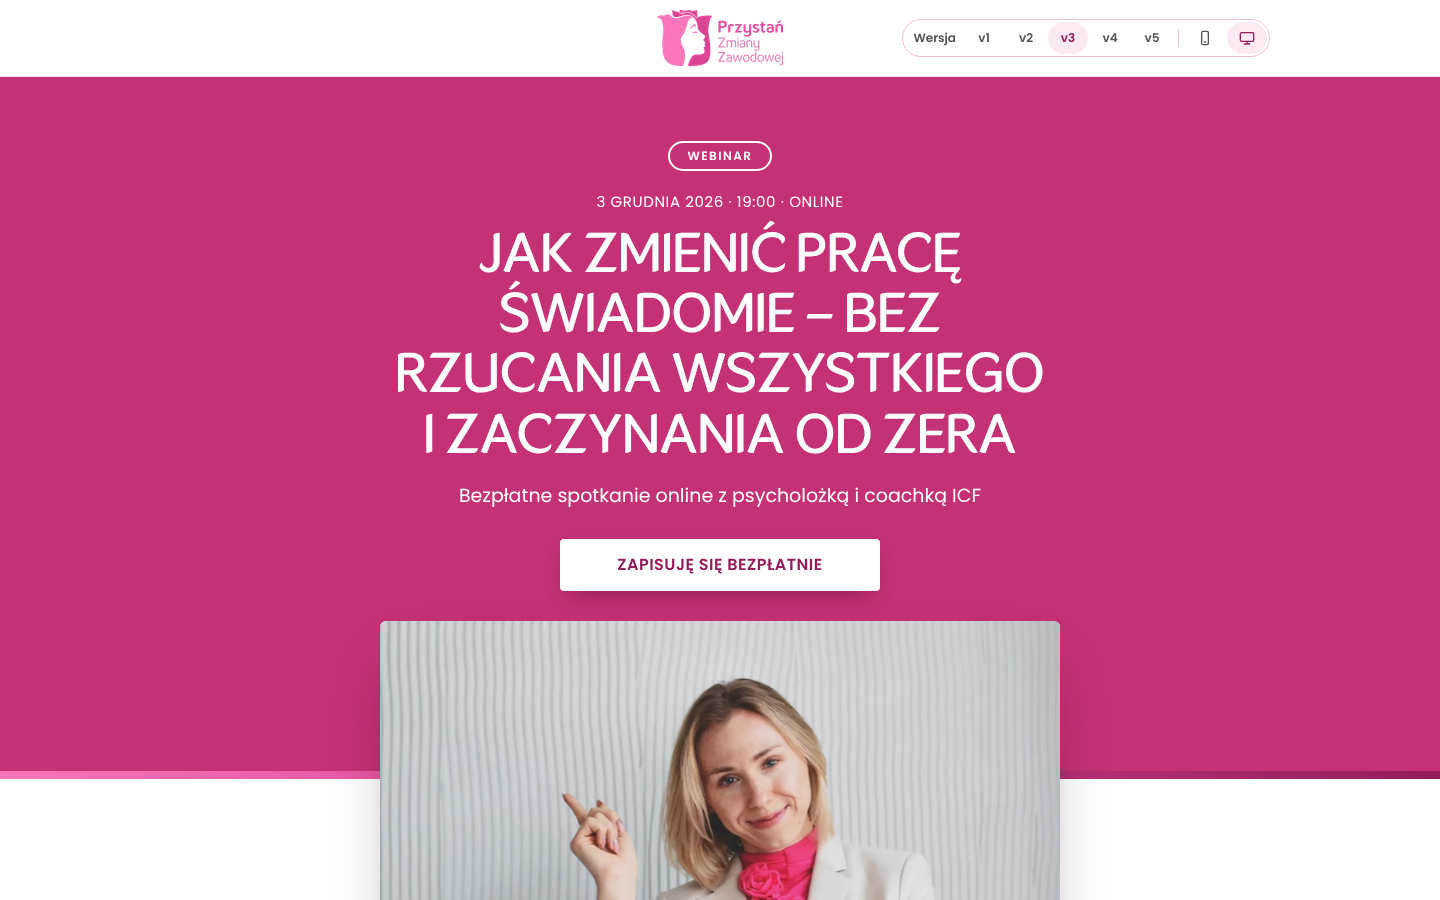 Przystań
Zmiany
Zawodowej
Wersja v1 v2 v3 v4 v5
WEBINAR
3 GRUDNIA 2026 · 19:00 · ONLINE
JAK ZMIENIĆ PRACĘ
ŚWIADOMIE – BEZ
RZUCANIA WSZYSTKIEGO
I ZACZYNANIA OD ZERA
Bezpłatne spotkanie online z psycholożką i coachką ICF
ZAPISUJĘ SIĘ BEZPŁATNIE